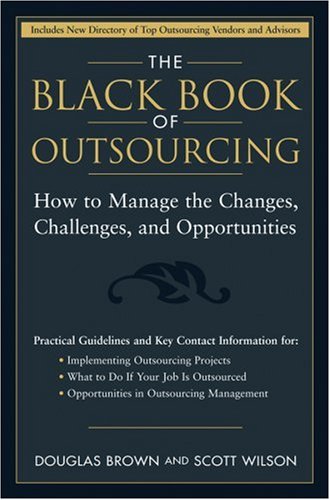 Includes New Directory of Top Outsourcing Vendors and Advisors
THE
BLACK BOOK
OF
OUTSOURCING
How to Manage the Changes,
Challenges, and Opportunities
Practical Guidelines and Key Contact Information for:
• Implementing Outsourcing Projects
• What to Do If Your Job Is Outsourced
• Opportunities in Outsourcing Management
DOUGLAS BROWN AND SCOTT WILSON